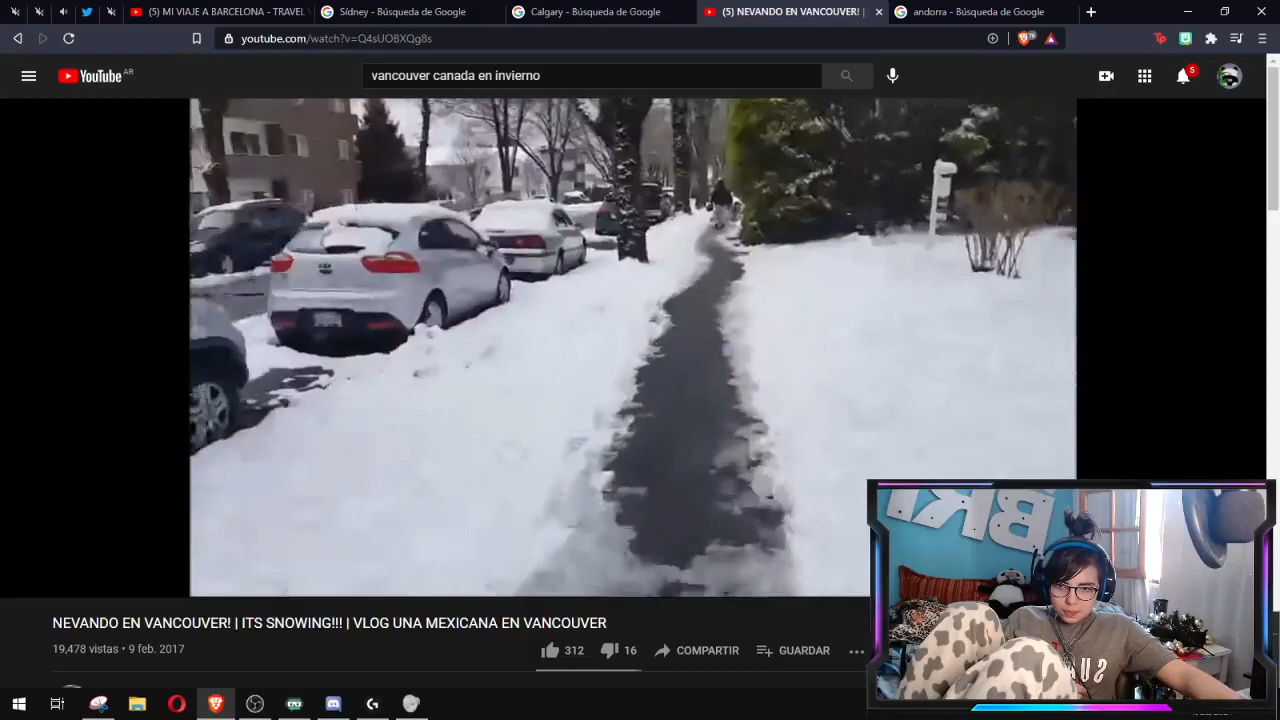 (5) MI VIAJE A BARCELONA - TRAVEL
Sídney - Búsqueda de Google
Calgary - Búsqueda de Google
(5) NEVANDO EN VANCOUVER! |
andorra - Búsqueda de Google
youtube.com/watch?v=Q4sUOBXQg8s
YouTube AR
vancouver canada en invierno
5
NEVANDO EN VANCOUVER! | ITS SNOWING!!! | VLOG UNA MEXICANA EN VANCOUVER
19,478 vistas • 9 feb. 2017
312
16
COMPARTIR
GUARDAR